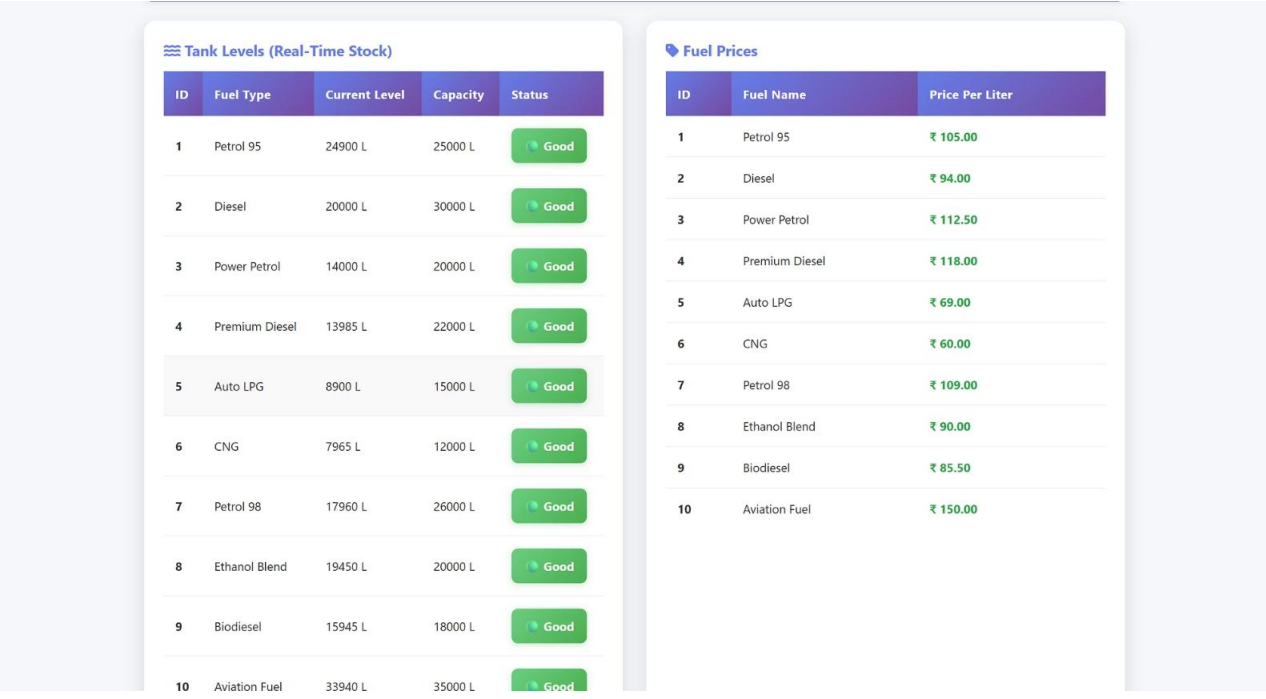 Tank Levels (Real-Time Stock)
ID Fuel Type Current Level Capacity Status
1 Petrol 95 24900 L 25000 L Good
2 Diesel 20000 L 30000 L Good
3 Power Petrol 14000 L 20000 L Good
4 Premium Diesel 13985 L 22000 L Good
5 Auto LPG 8900 L 15000 L Good
6 CNG 7965 L 12000 L Good
7 Petrol 98 17960 L 26000 L Good
8 Ethanol Blend 19450 L 20000 L Good
9 Biodiesel 15945 L 18000 L Good
10 Aviation Fuel 33940 L 35000 L Good
Fuel Prices
ID Fuel Name Price Per Liter
1 Petrol 95 ₹ 105.00
2 Diesel ₹ 94.00
3 Power Petrol ₹ 112.50
4 Premium Diesel ₹ 118.00
5 Auto LPG ₹ 69.00
6 CNG ₹ 60.00
7 Petrol 98 ₹ 109.00
8 Ethanol Blend ₹ 90.00
9 Biodiesel ₹ 85.50
10 Aviation Fuel ₹ 150.00